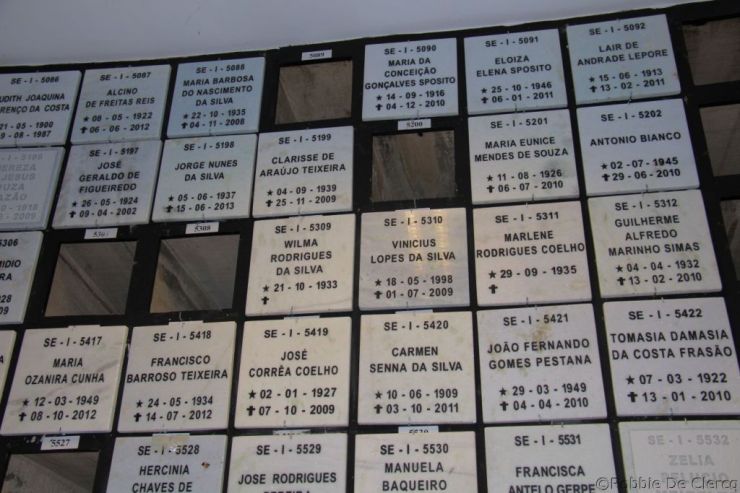 SE - I - 5086
JUDITH JOAQUINA
LOURENÇO DA COSTA
21 - 05 - 1900
08 - 1987
SE - I - 5087
ALCINO
DE FREITAS REIS
★ 08 - 05 - 1922
✝ 06 - 06 - 2012
SE - I - 5088
MARIA BARBOSA
DO NASCIMENTO
DA SILVA
★ 22 - 10 - 1935
✝ 04 - 11 - 2008
5089
SE - I - 5090
MARIA DA
CONCEIÇÃO
GONÇALVES SPOSITO
★ 14 - 09 - 1916
✝ 04 - 12 - 2010
SE - I - 5091
ELOIZA
ELENA SPOSITO
★ 25 - 10 - 1946
✝ 06 - 01 - 2011
SE - I - 5092
LAIR DE
ANDRADE LEPORE
★ 15 - 06 - 1913
✝ 13 - 02 - 2011
SE - I - 5197
JOSÉ
GERALDO DE
FIGUEIREDO
★ 26 - 05 - 1924
✝ 09 - 04 - 2002
SE - I - 5198
JORGE NUNES
DA SILVA
★ 05 - 06 - 1937
✝ 15 - 06 - 2013
SE - I - 5199
CLARISSE DE
ARAÚJO TEIXEIRA
★ 04 - 09 - 1939
✝ 25 - 11 - 2009
5200
SE - I - 5201
MARIA EUNICE
MENDES DE SOUZA
★ 11 - 08 - 1926
✝ 06 - 07 - 2010
SE - I - 5202
ANTONIO BIANCO
★ 02 - 07 - 1945
✝ 29 - 06 - 2010
5306
5307
5308
SE - I - 5309
WILMA
RODRIGUES
DA SILVA
★ 21 - 10 - 1933
✝
SE - I - 5310
VINICIUS
LOPES DA SILVA
★ 18 - 05 - 1998
✝ 01 - 07 - 2009
SE - I - 5311
MARLENE
RODRIGUES COELHO
★ 29 - 09 - 1935
✝
SE - I - 5312
GUILHERME
ALFREDO
MARINHO SIMAS
★ 04 - 04 - 1932
✝ 13 - 02 - 2010
SE - I - 5417
MARIA
OZANIRA CUNHA
★ 12 - 03 - 1949
✝ 08 - 10 - 2012
SE - I - 5418
FRANCISCO
BARROSO TEIXEIRA
★ 24 - 05 - 1934
✝ 14 - 07 - 2012
SE - I - 5419
JOSÉ
CORRÊA COELHO
★ 02 - 01 - 1927
✝ 07 - 10 - 2009
SE - I - 5420
CARMEN
SENNA DA SILVA
★ 10 - 06 - 1909
✝ 03 - 10 - 2011
SE - I - 5421
JOÃO FERNANDO
GOMES PESTANA
★ 29 - 03 - 1949
✝ 04 - 04 - 2010
SE - I - 5422
TOMASIA DAMASIA
DA COSTA FRASÃO
★ 07 - 03 - 1922
✝ 13 - 01 - 2010
5527
SE - I - 5528
HERCINIA
CHAVES DE
SE - I - 5529
JOSE RODRIGUES
5530
SE - I - 5530
MANUELA
BAQUEIRO
SE - I - 5531
FRANCISCA
ANTELO GERPE
SE - I - 5532
ZELIA
©Robbie De Clercq